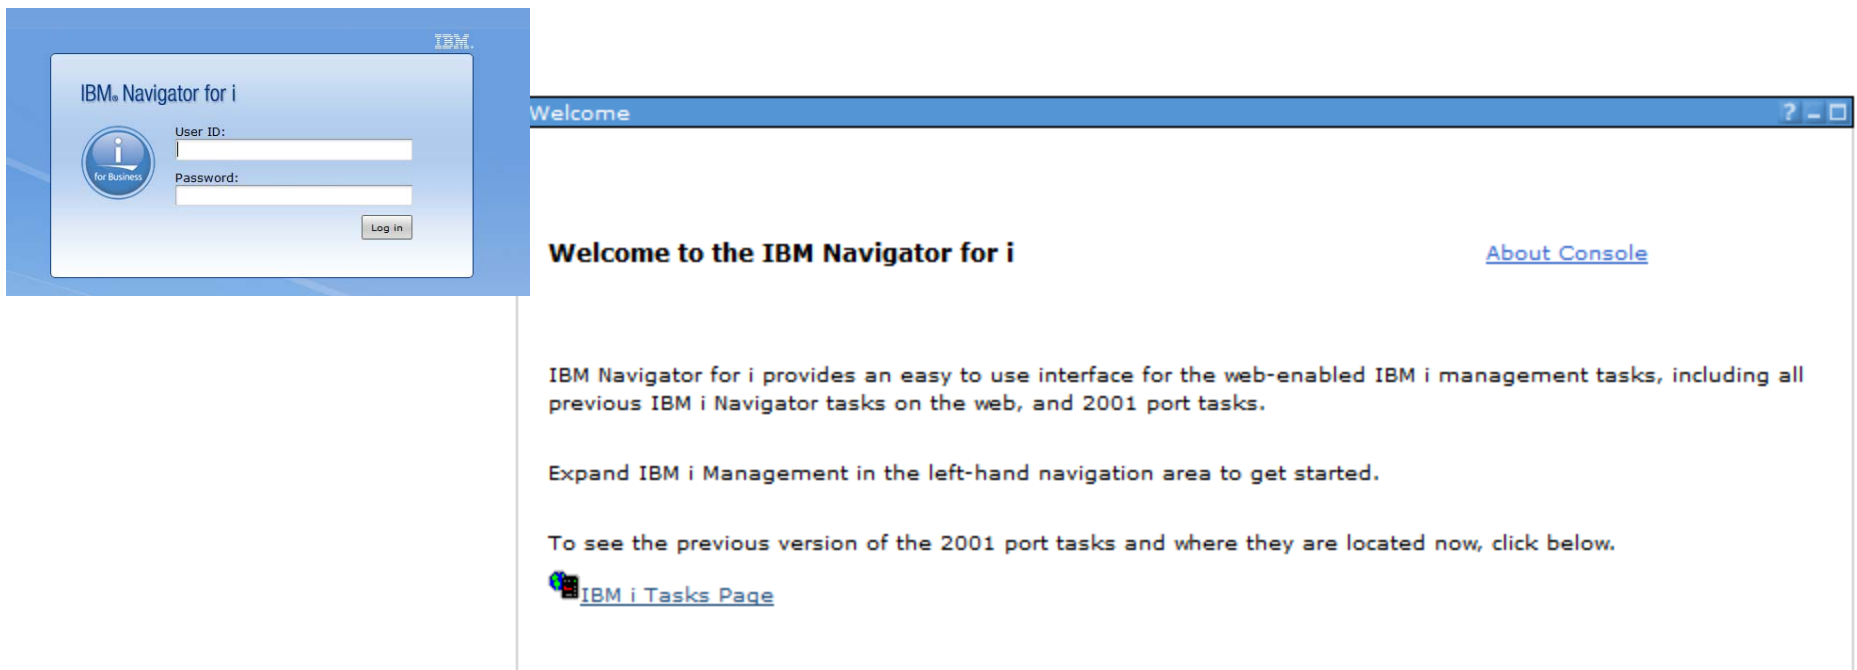 IBM.
IBM® Navigator for i
User ID:
i
for Business
Password:
Log in
Welcome
?
Welcome to the IBM Navigator for i
About Console
IBM Navigator for i provides an easy to use interface for the web-enabled IBM i management tasks, including all
previous IBM i Navigator tasks on the web, and 2001 port tasks.
Expand IBM i Management in the left-hand navigation area to get started.
To see the previous version of the 2001 port tasks and where they are located now, click below.
IBM i Tasks Page